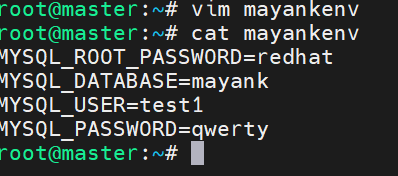 root@master:~# vim mayankenv
root@master:~# cat mayankenv
MYSQL_ROOT_PASSWORD=redhat
MYSQL_DATABASE=mayank
MYSQL_USER=test1
MYSQL_PASSWORD=qwerty
root@master:~#